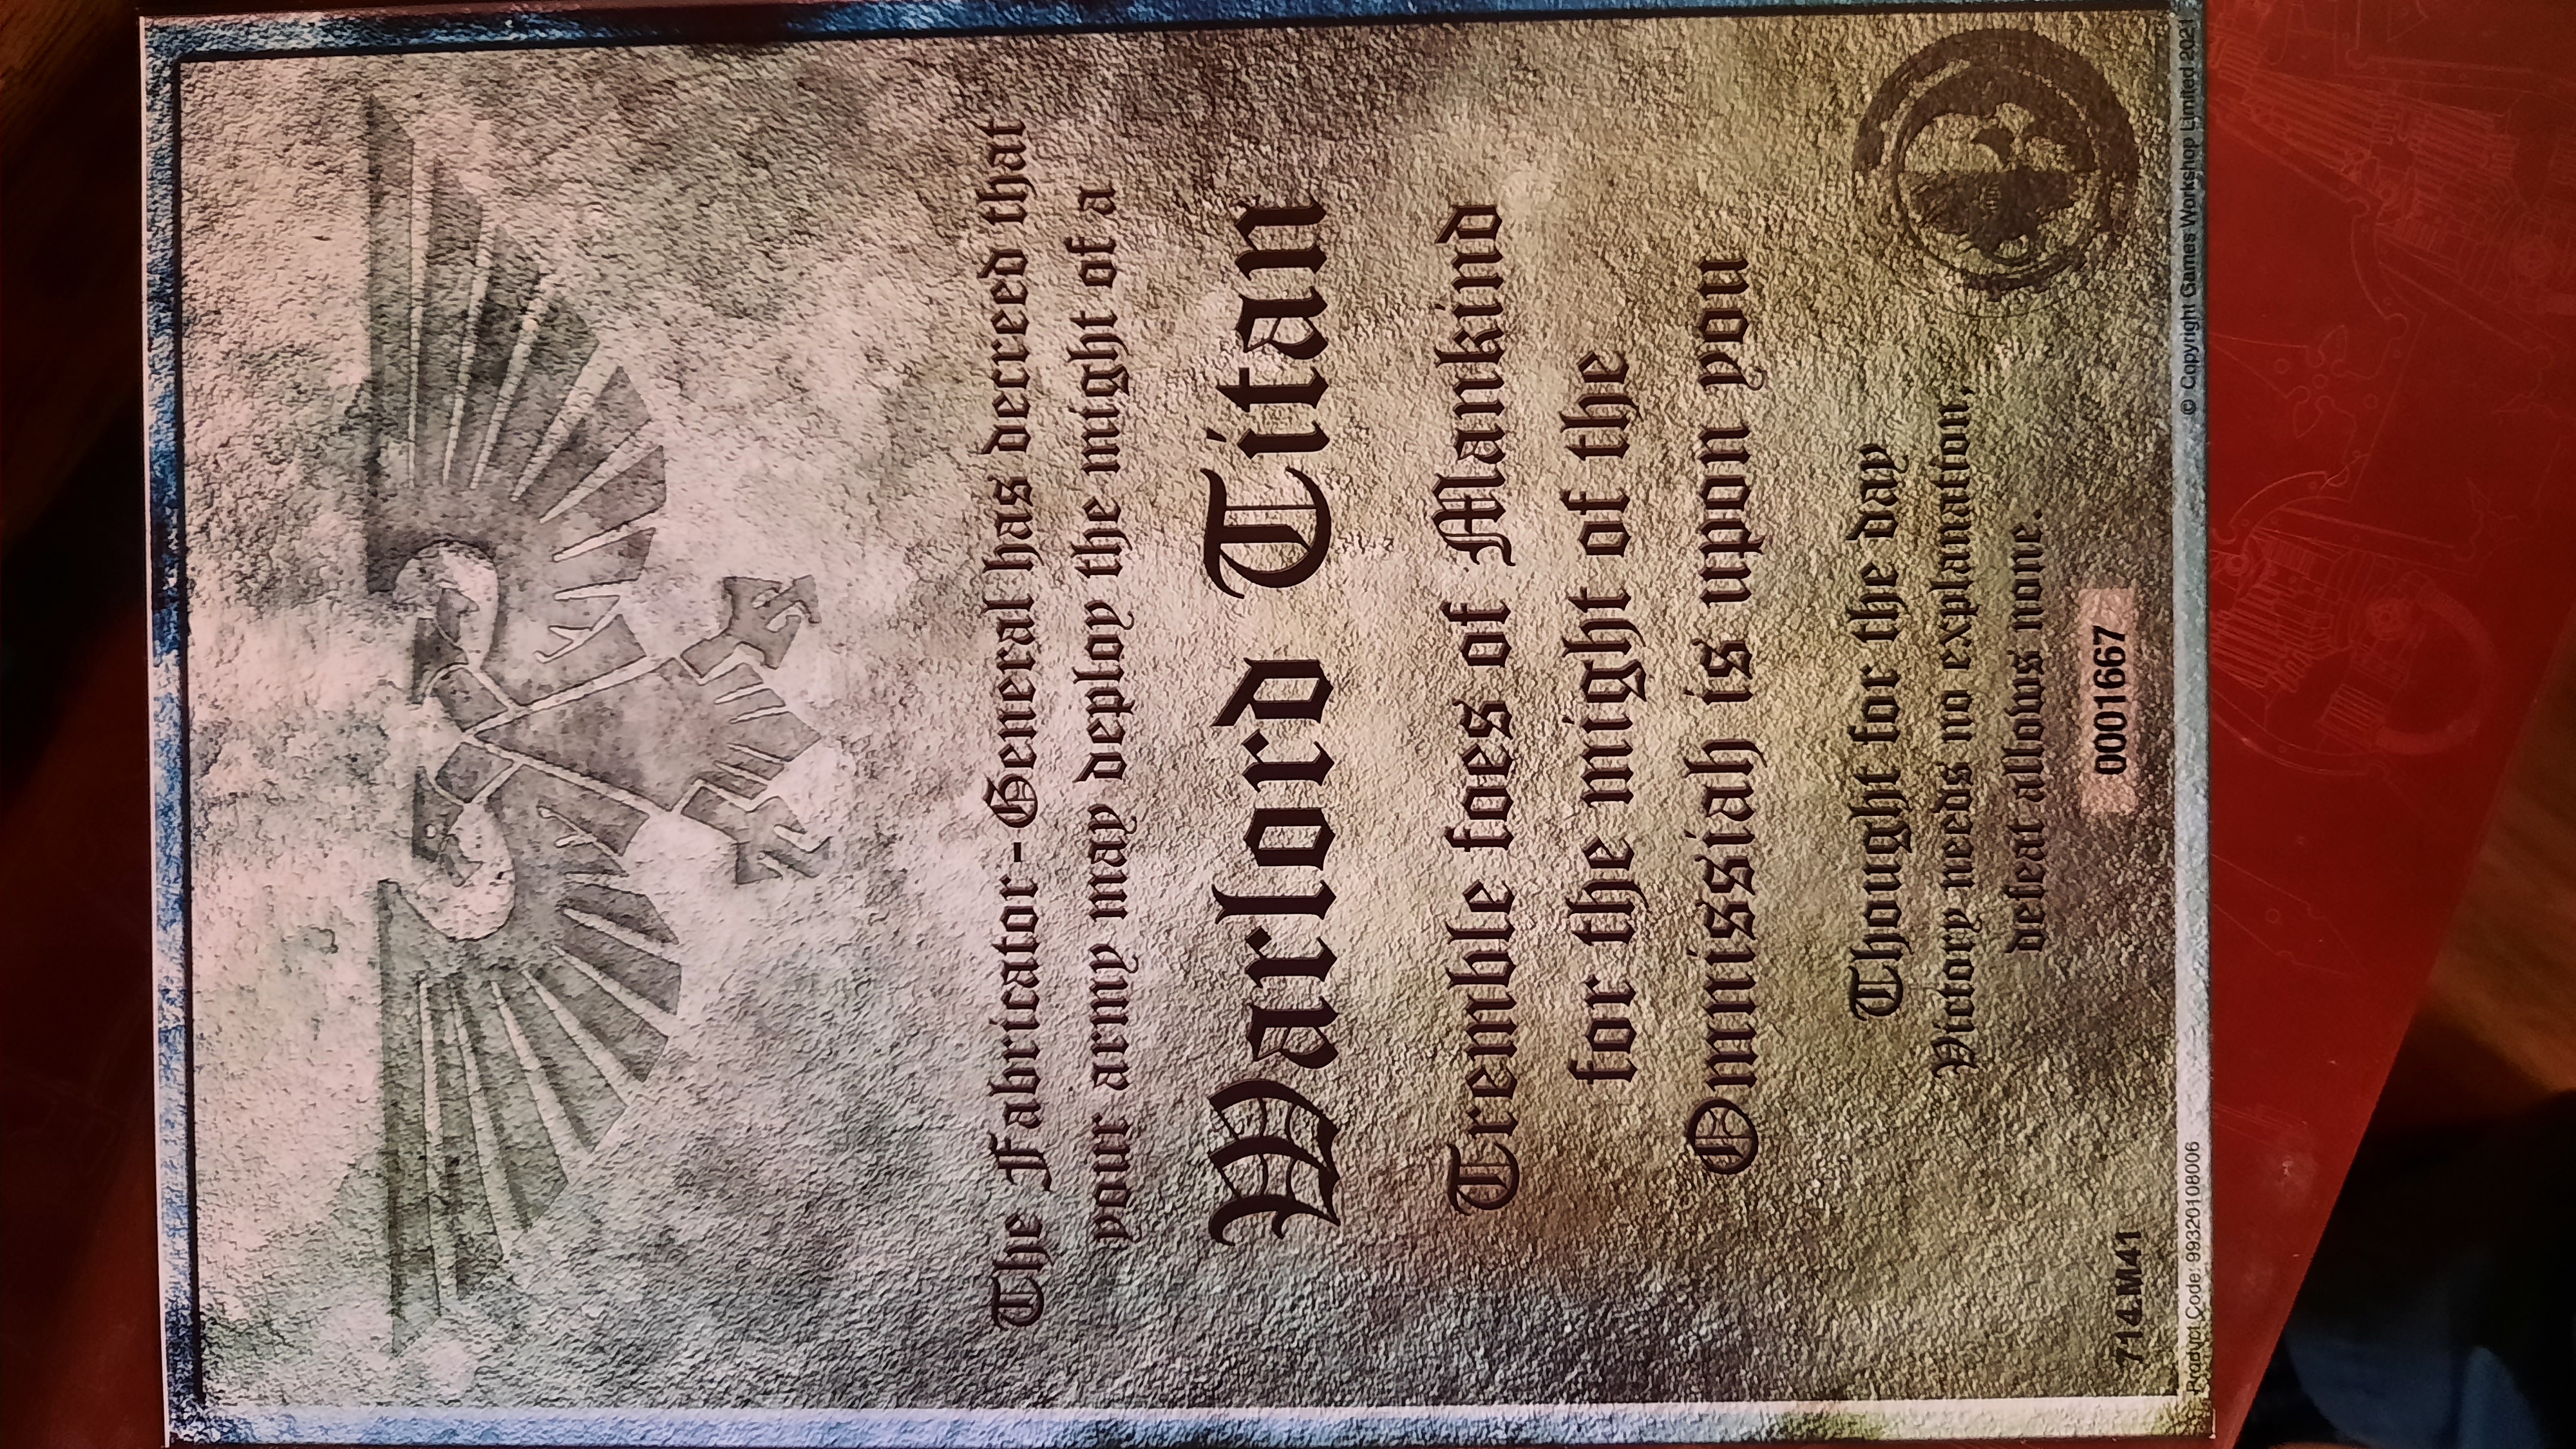 The Fabricator-General has decreed that
your army may deploy the might of a
Warlord Titan
Tremble foes of Mankind
for the might of the
Omnissiah is upon you
Thought for the day
Victory needs no explanation,
defeat allows none.
0001667
714.M41
Product Code: 99320108006
© Copyright Games Workshop Limited 2021